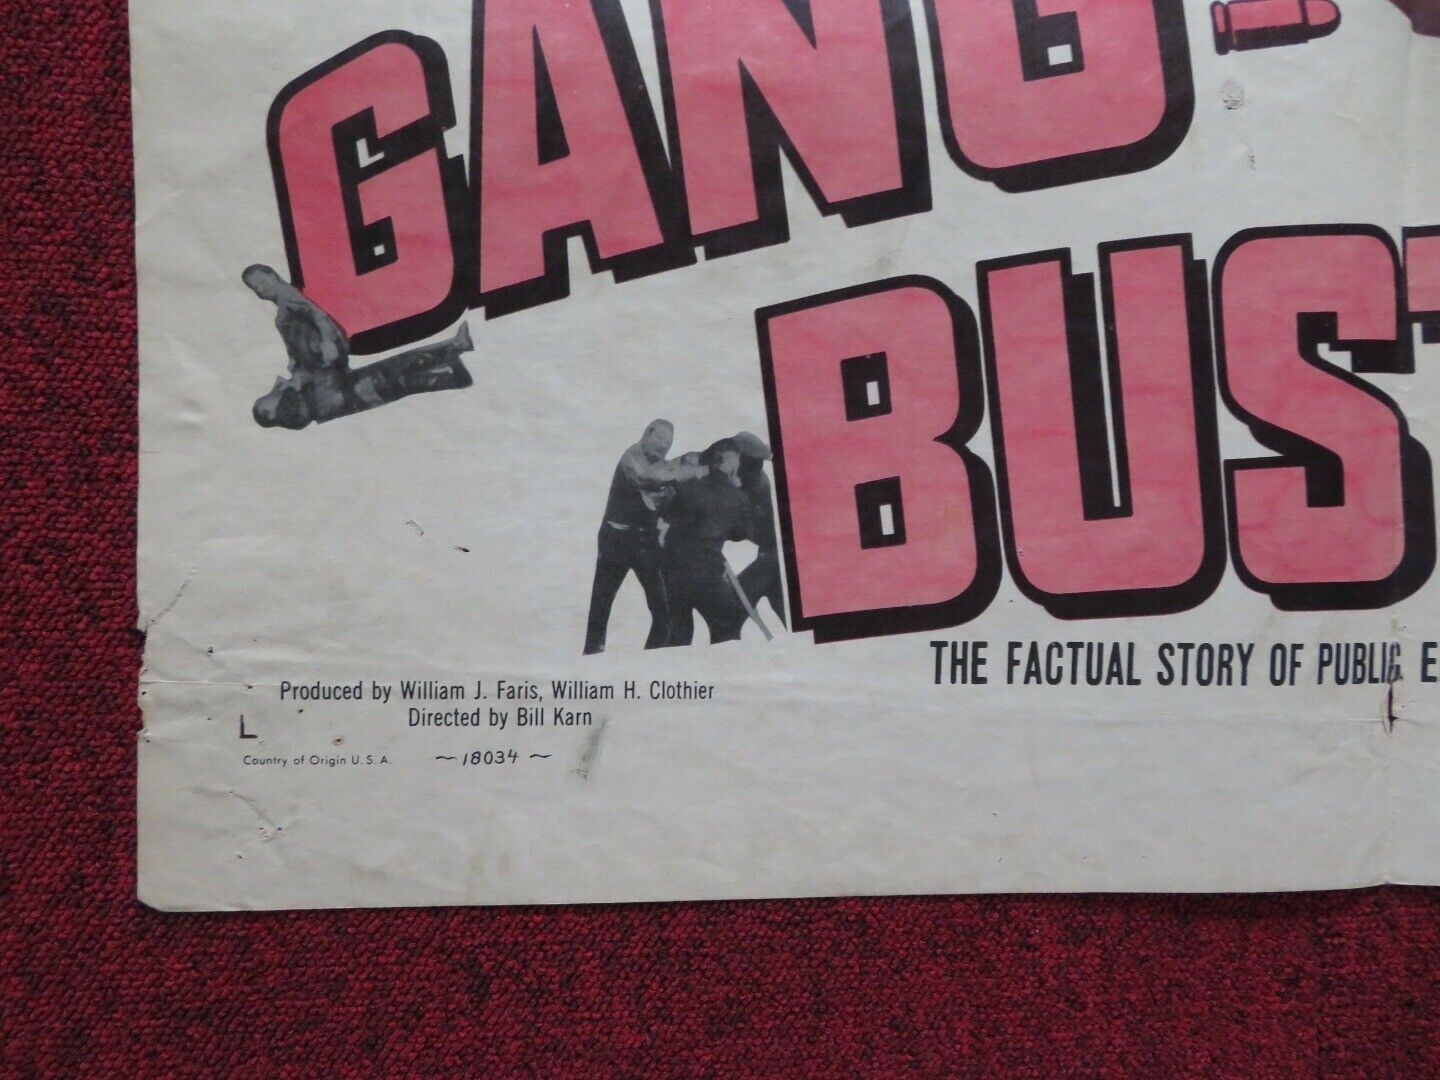 GANG-
BUST
THE FACTUAL STORY OF PUBLIC E
Produced by William J. Faris, William H. Clothier
Directed by Bill Karn
L
Country of Origin U. S. A.
~ 18034 ~